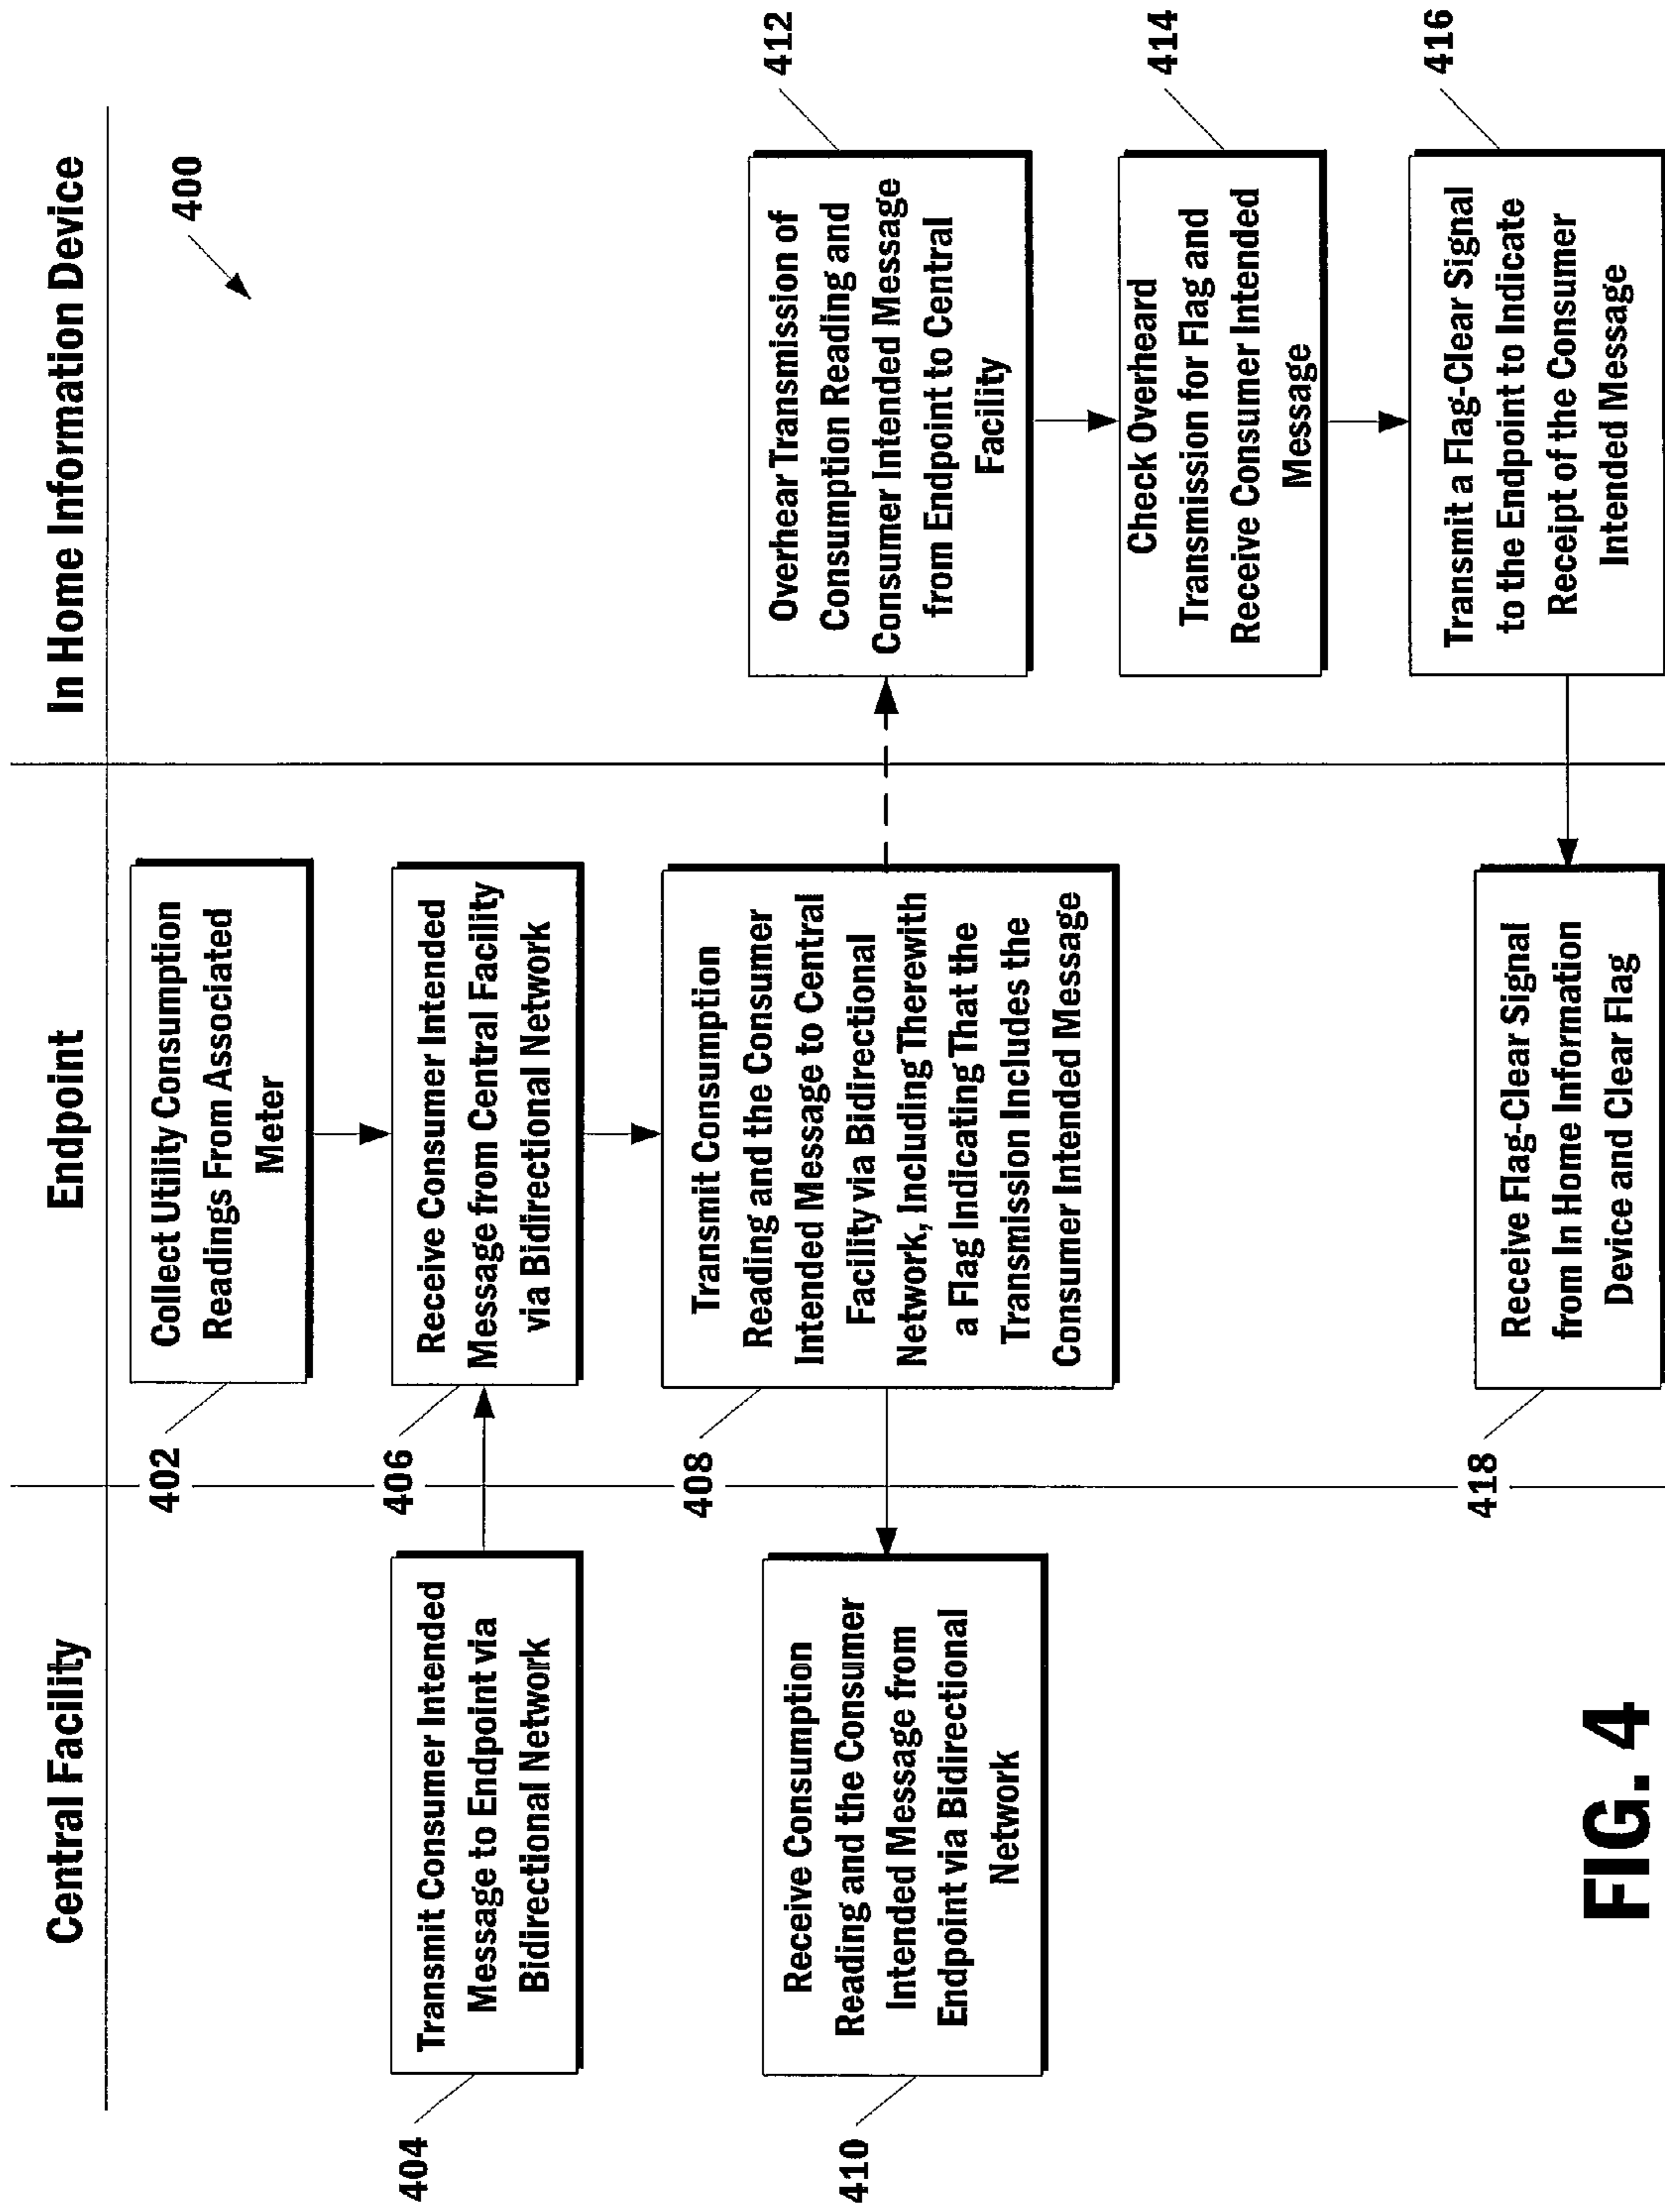 Central Facility
Endpoint
In Home Information Device
400
402
Collect Utility Consumption
Readings From Associated
Meter
404
Transmit Consumer Intended
Message to Endpoint via
Bidirectional Network
406
Receive Consumer Intended
Message from Central Facility
via Bidirectional Network
408
Transmit Consumption
Reading and the Consumer
Intended Message to Central
Facility via Bidirectional
Network, Including Therewith
a Flag Indicating That the
Transmission Includes the
Consumer Intended Message
410
Receive Consumption
Reading and the Consumer
Intended Message from
Endpoint via Bidirectional
Network
412
Overhear Transmission of
Consumption Reading and
Consumer Intended Message
from Endpoint to Central
Facility
414
Check Overheard
Transmission for Flag and
Receive Consumer Intended
Message
416
Transmit a Flag-Clear Signal
to the Endpoint to Indicate
Receipt of the Consumer
Intended Message
418
Receive Flag-Clear Signal
from In Home Information
Device and Clear Flag
FIG. 4